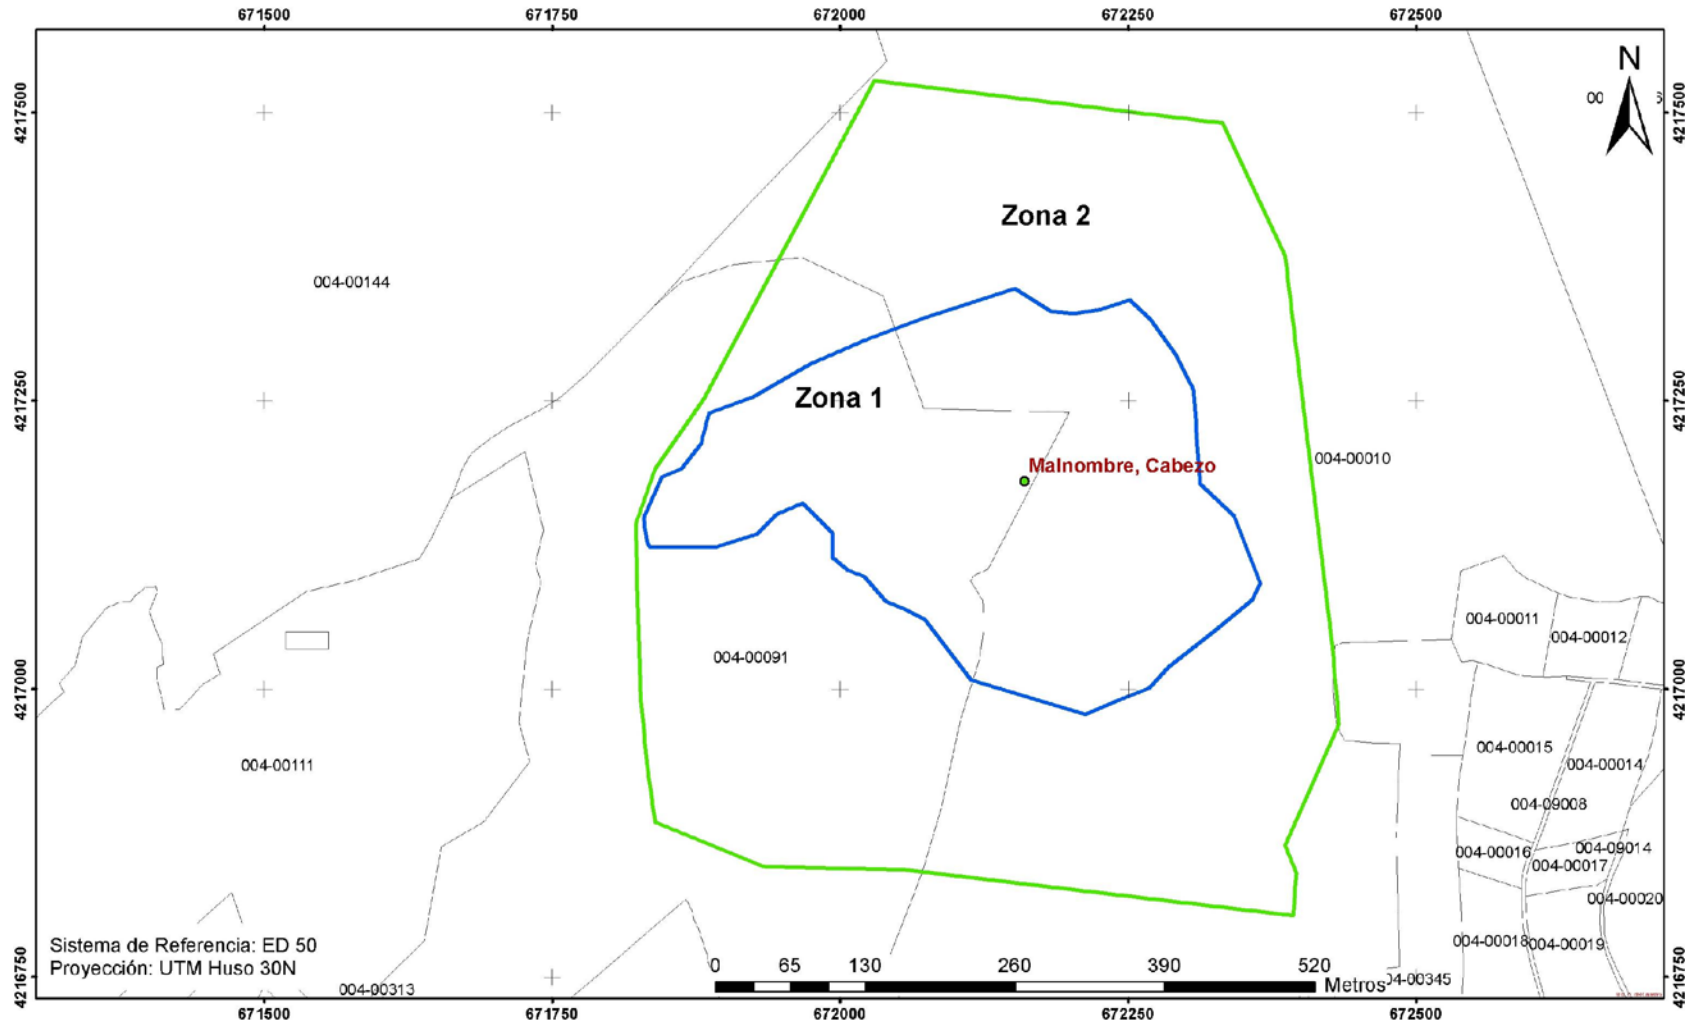 671500 671750 672000 672250 672500
N
4217500 4217500
Zona 2
004-00144
Zona 1
4217250 4217250
Malnombre, Cabezo
004-00010
004-00011
004-00012
004-00091
4217000 4217000
004-00015
004-00111
004-00014
004-09008
004-09014
004-00016
004-00017
004-00020
004-00018
004-00019
Sistema de Referencia: ED 50
Proyección: UTM Huso 30N
0 65 130 260 390 520
Metros
4216750 4216750
004-00313
671500 671750 672000 672250 672500